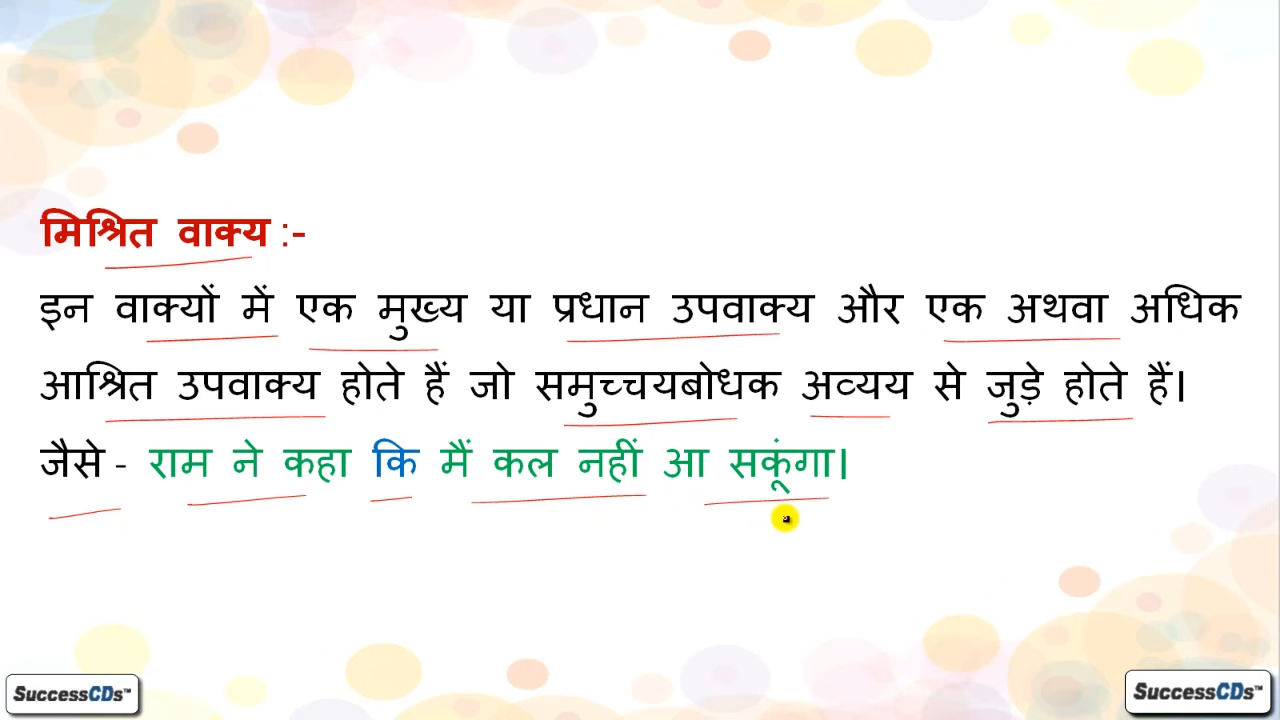 मिश्रित वाक्य :-
इन वाक्यों में एक मुख्य या प्रधान उपवाक्य और एक अथवा अधिक
आश्रित उपवाक्य होते हैं जो समुच्चयबोधक अव्यय से जुड़े होते हैं।
जैसे - राम ने कहा कि मैं कल नहीं आ सकूंगा।
SuccessCDs™
SuccessCDs™